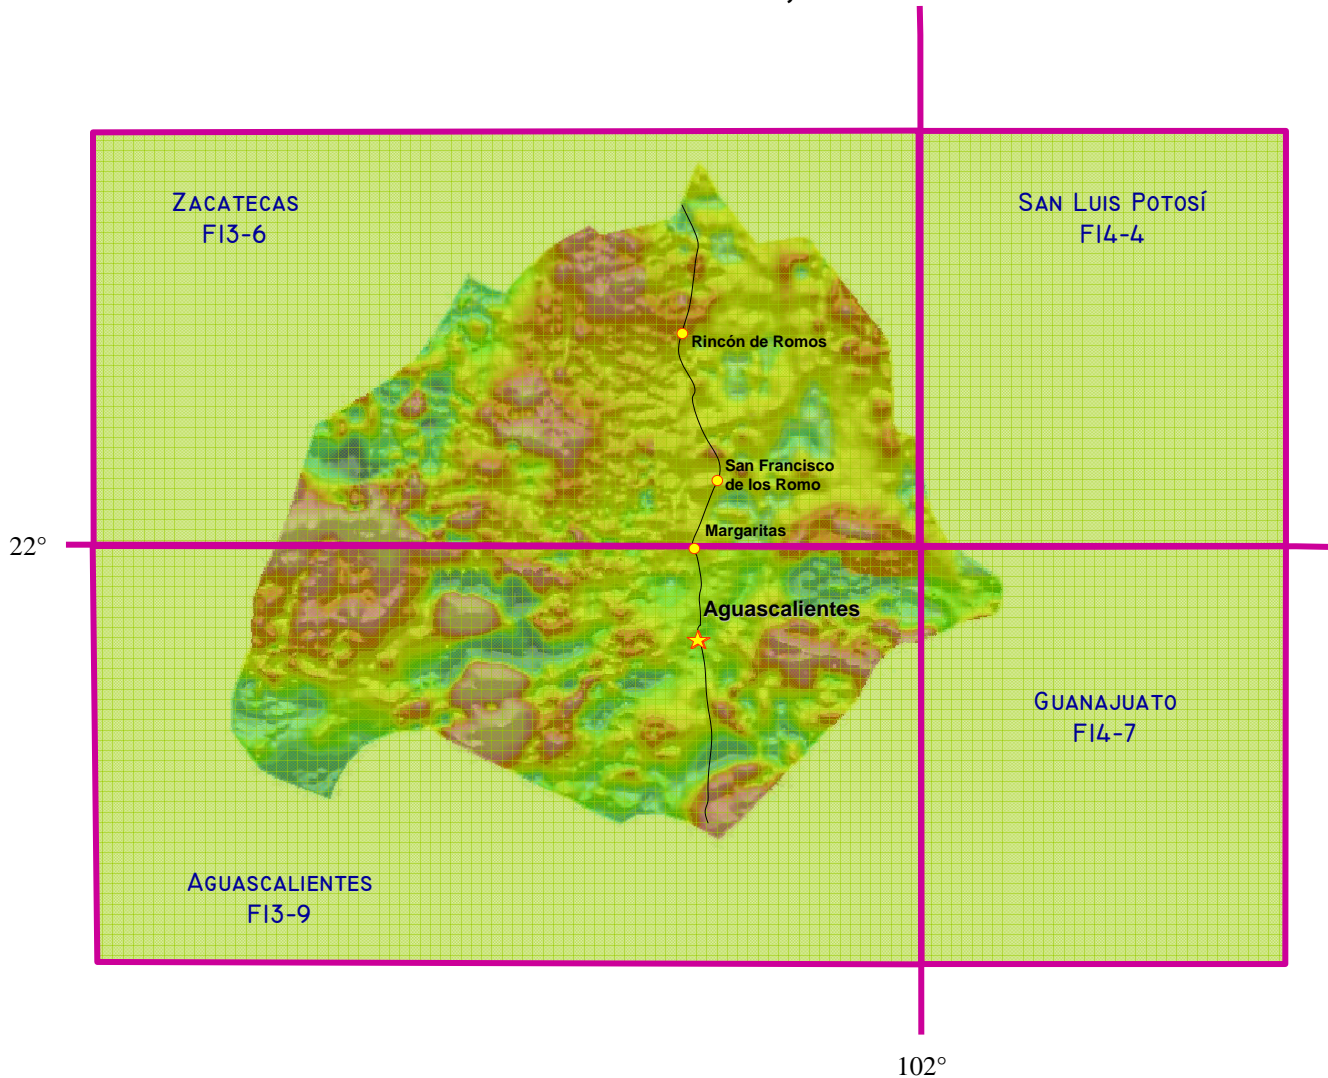 ZACATECAS
F13-6
SAN LUIS POTOSÍ
F14-4
Rincón de Romos
San Francisco
de los Romo
Margaritas
22°
Aguascalientes
GUANAJUATO
F14-7
AGUASCALIENTES
F13-9
102°